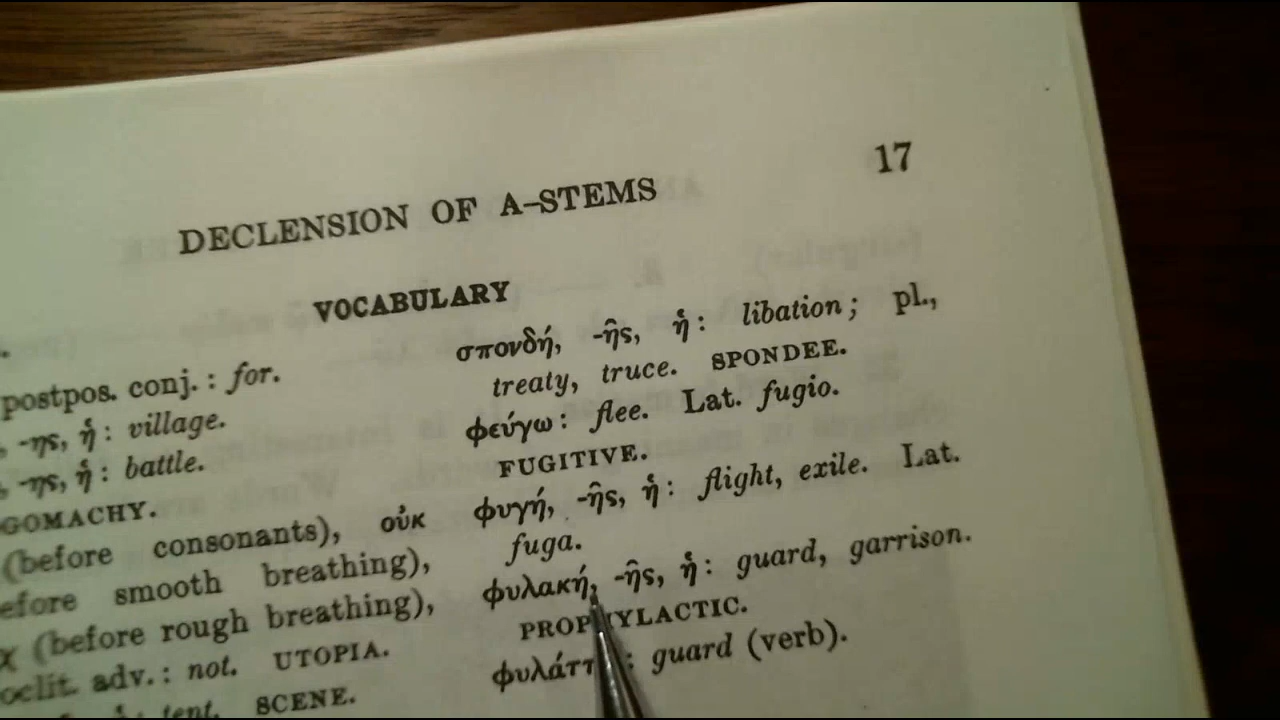 DECLENSION OF A-STEMS 17
VOCABULARY
postpos. conj.: for.
-ης, ἡ: village.
-ης, ἡ: battle.
GOMACHY.
(before consonants), οὐκ
efore smooth breathing),
χ (before rough breathing),
oclit. adv.: not. UTOPIA.
tent. SCENE.
σπονδή, -ῆς, ἡ: libation; pl.,
treaty, truce. SPONDEE.
φεύγω: flee. Lat. fugio.
FUGITIVE.
φυγή, -ῆς, ἡ: flight, exile. Lat.
fuga.
φυλακή, -ῆς, ἡ: guard, garrison.
PROPHYLACTIC.
φυλάττ : guard (verb).